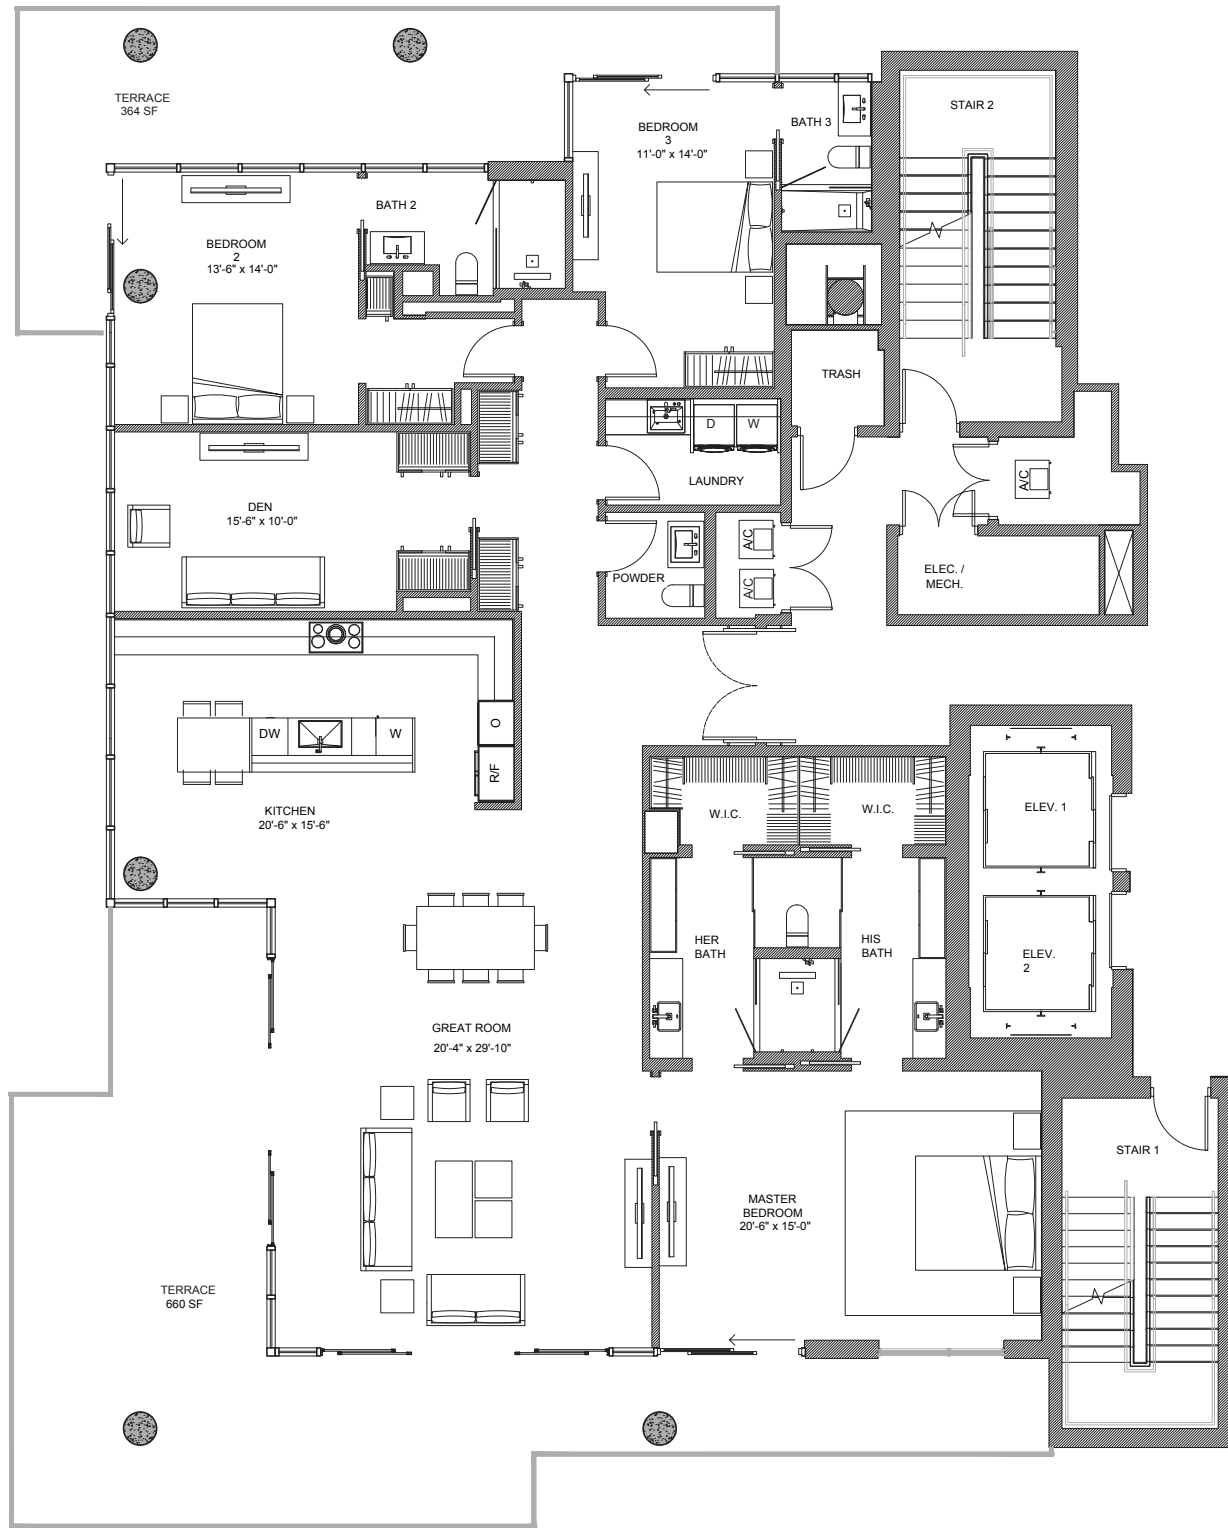 TERRACE
364 SF
STAIR 2
BEDROOM
3
11'-0" x 14'-0"
BATH 3
BATH 2
BEDROOM
2
13'-6" x 14'-0"
TRASH
D
W
LAUNDRY
A/C
DEN
15'-6" x 10'-0"
A/C
POWDER
A/C
ELEC. /
MECH.
DW
W
O
R/F
KITCHEN
20'-6" x 15'-6"
W.I.C.
W.I.C.
ELEV. 1
HER
BATH
HIS
BATH
ELEV.
2
GREAT ROOM
20'-4" x 29'-10"
STAIR 1
MASTER
BEDROOM
20'-6" x 15'-0"
TERRACE
660 SF